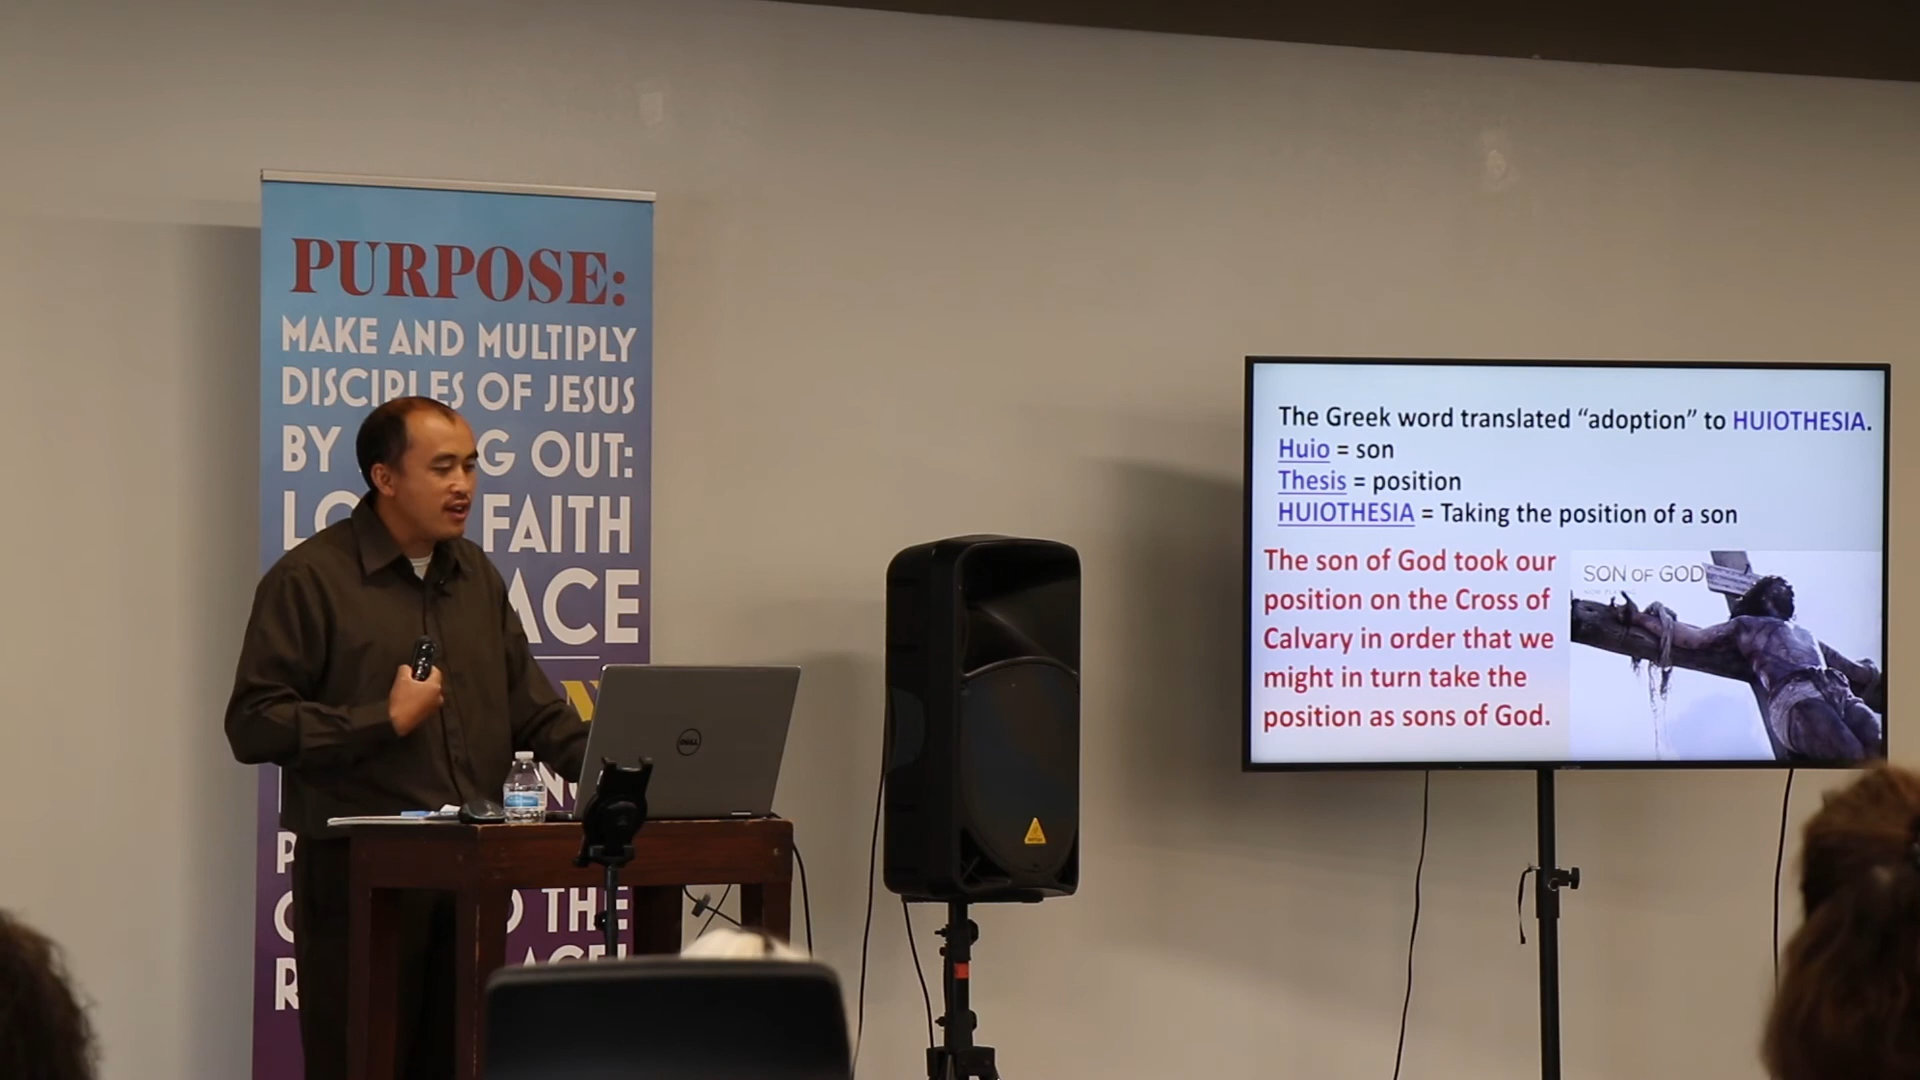 PURPOSE:
MAKE AND MULTIPLY
DISCIPLES OF JESUS
BY G OUT:
FAITH
ACE
THE
The Greek word translated “adoption” to HUIOTHESIA.
Huio = son
Thesis = position
HUIOTHESIA = Taking the position of a son
The son of God took our
position on the Cross of
Calvary in order that we
might in turn take the
position as sons of God.
SON OF GOD
DELL